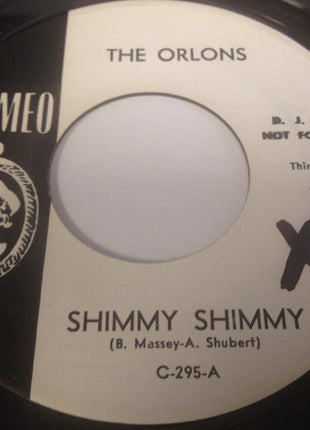 THE ORLONS
MEO
D. J.
NOT FO
Thi
SHIMMY SHIMMY
(B. Massey-A. Shubert)
C-295-A